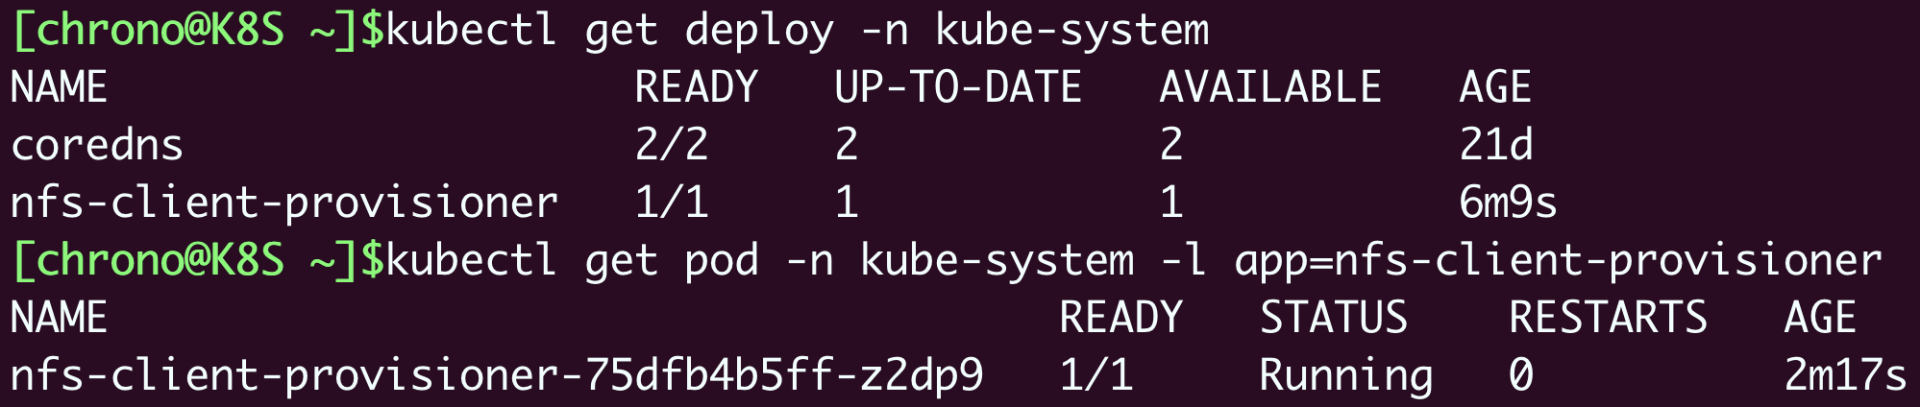 [chrono@K8S ~]$kubectl get deploy -n kube-system
NAME READY UP-TO-DATE AVAILABLE AGE
coredns 2/2 2 2 21d
nfs-client-provisioner 1/1 1 1 6m9s
[chrono@K8S ~]$kubectl get pod -n kube-system -l app=nfs-client-provisioner
NAME READY STATUS RESTARTS AGE
nfs-client-provisioner-75dfb4b5ff-z2dp9 1/1 Running 0 2m17s